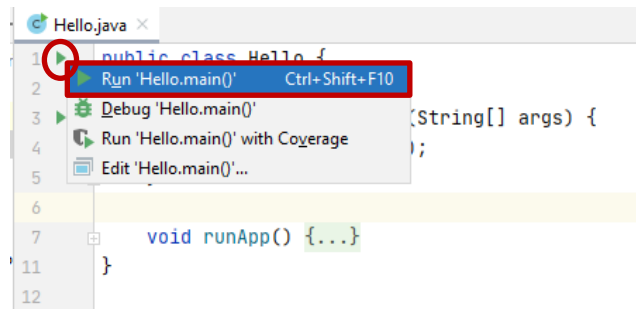 Hello.java
1 public class Hello {
Run 'Hello.main()' Ctrl+Shift+F10
2
Debug 'Hello.main()'
3 (String[] args) {
Run 'Hello.main()' with Coverage
4 );
Edit 'Hello.main()'...
5
6
7 void runApp() {...}
11 }
12